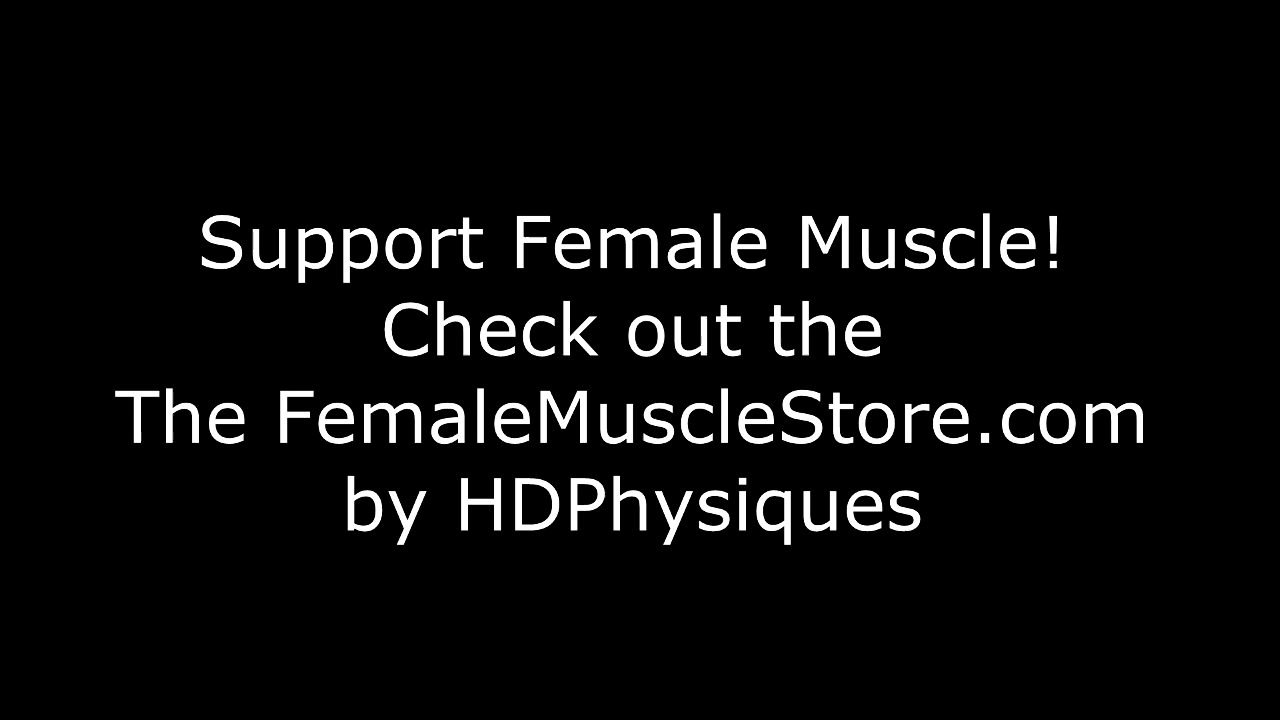 Support Female Muscle!
Check out the
The FemaleMuscleStore.com
by HDPhysiques